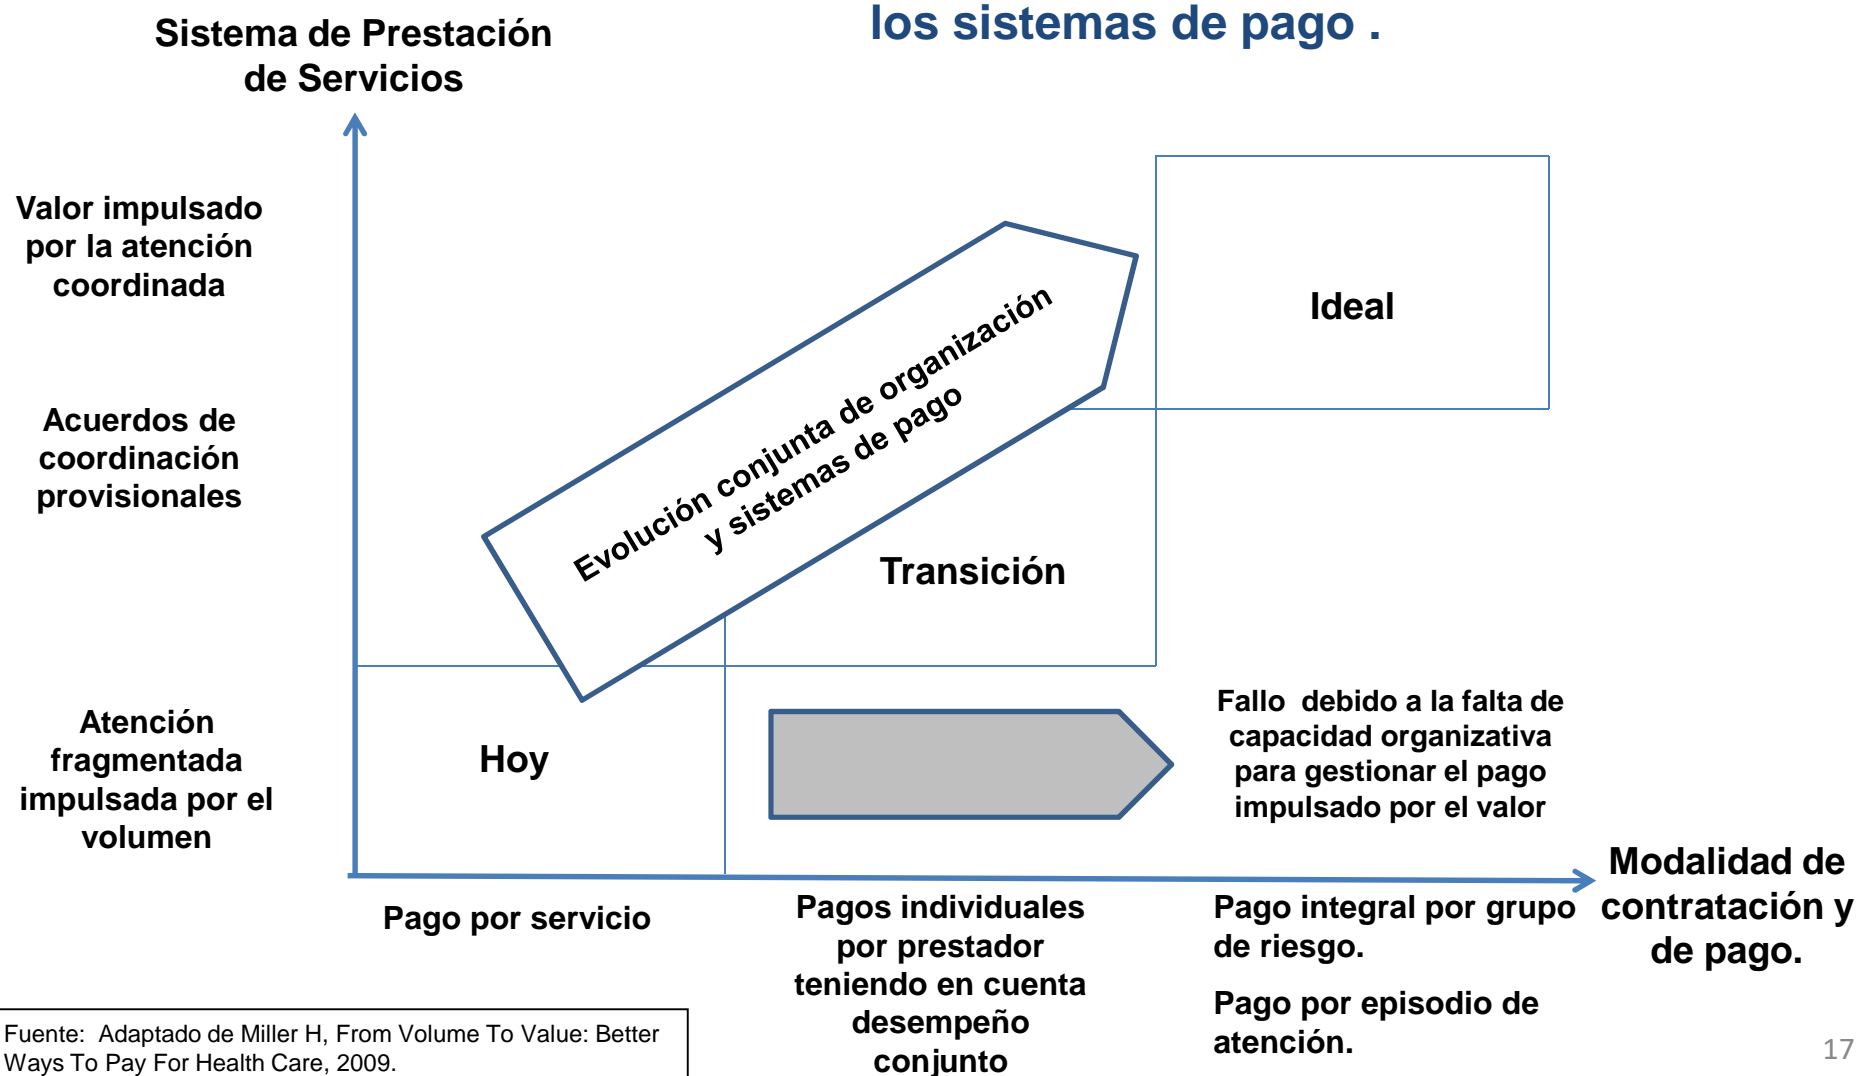 los sistemas de pago .
Sistema de Prestación
de Servicios
Valor impulsado
por la atención
coordinada
Ideal
Evolución conjunta de organización
y sistemas de pago
Acuerdos de
coordinación
provisionales
Transición
Atención
fragmentada
impulsada por el
volumen
Hoy
Fallo  debido a la falta de
capacidad organizativa
para gestionar el pago
impulsado por el valor
Modalidad de
contratación y
de pago.
Pago por servicio
Pagos individuales
por prestador
teniendo en cuenta
desempeño
conjunto
Pago integral por grupo
de riesgo.
Pago por episodio de
atención.
Fuente:  Adaptado de Miller H, From Volume To Value: Better
Ways To Pay For Health Care, 2009.
17